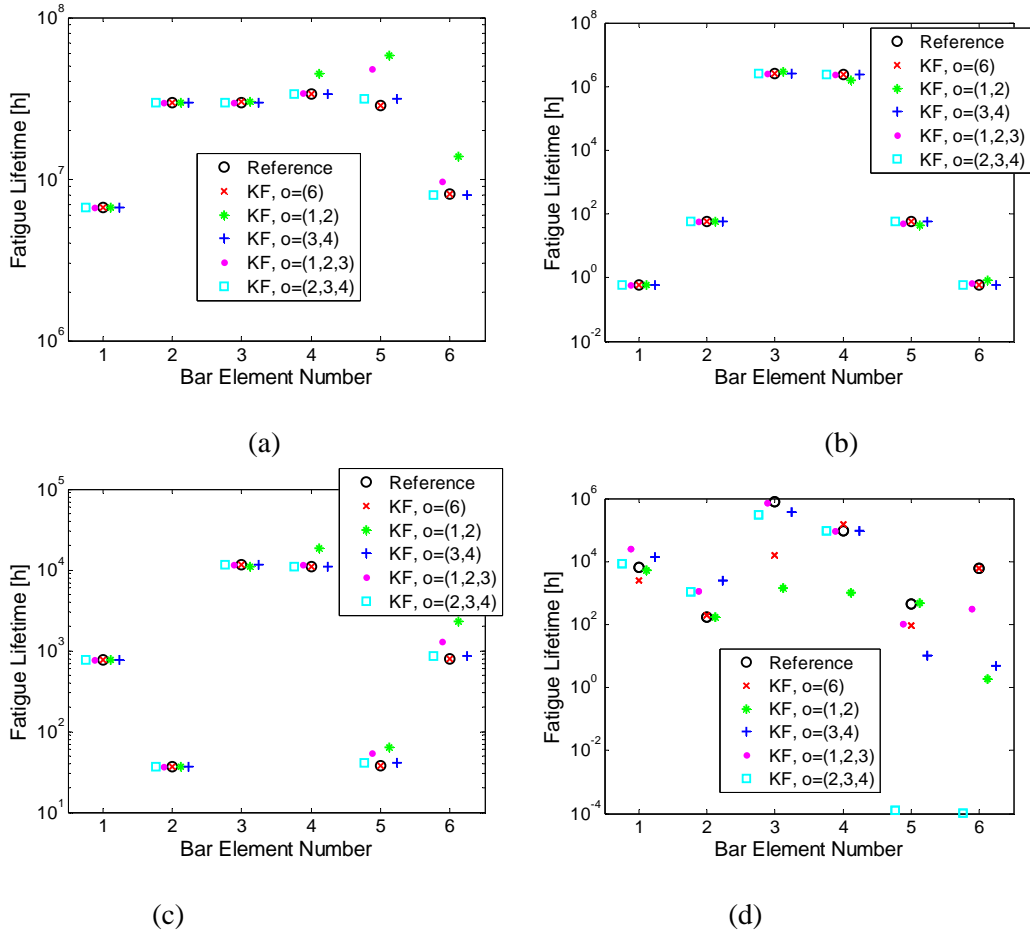 10^8
10^7
10^6
Fatigue Lifetime [h]
Reference
KF, o=(6)
KF, o=(1,2)
KF, o=(3,4)
KF, o=(1,2,3)
KF, o=(2,3,4)
1 2 3 4 5 6
Bar Element Number
(a)
10^8
10^6
10^4
10^2
10^0
10^-2
Fatigue Lifetime [h]
Reference
KF, o=(6)
KF, o=(1,2)
KF, o=(3,4)
KF, o=(1,2,3)
KF, o=(2,3,4)
1 2 3 4 5 6
Bar Element Number
(b)
10^5
10^4
10^3
10^2
10^1
Fatigue Lifetime [h]
Reference
KF, o=(6)
KF, o=(1,2)
KF, o=(3,4)
KF, o=(1,2,3)
KF, o=(2,3,4)
1 2 3 4 5 6
Bar Element Number
(c)
10^6
10^4
10^2
10^0
10^-2
10^-4
Fatigue Lifetime [h]
Reference
KF, o=(6)
KF, o=(1,2)
KF, o=(3,4)
KF, o=(1,2,3)
KF, o=(2,3,4)
1 2 3 4 5 6
Bar Element Number
(d)